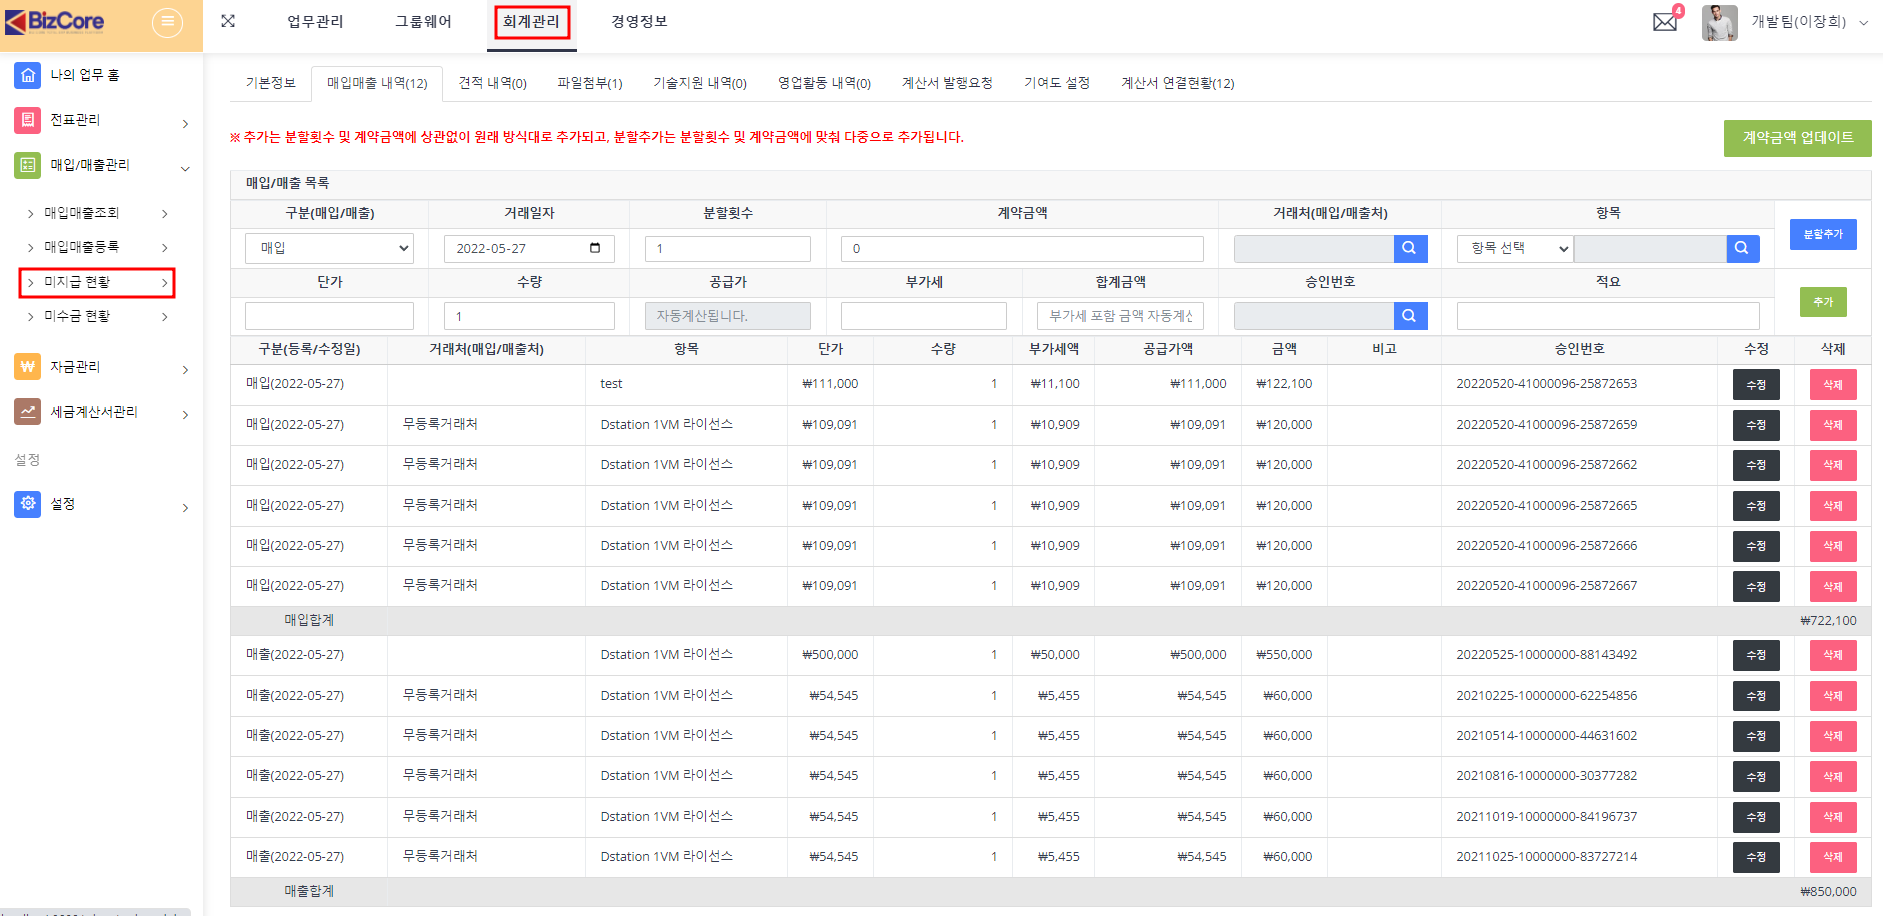 BizCore
업무관리
그룹웨어
회계관리
경영정보
4
개발팀(이장희)
나의 업무 홈
전표관리
매입/매출관리
매입매출조회
매입매출등록
미지급 현황
미수금 현황
자금관리
세금계산서관리
설정
설정
기본정보
매입매출 내역(12)
견적 내역(0)
파일첨부(1)
기술지원 내역(0)
영업활동 내역(0)
계산서 발행요청
기여도 설정
계산서 연결현황(12)
※ 추가는 분할횟수 및 계약금액에 상관없이 원래 방식대로 추가되고, 분할추가는 분할횟수 및 계약금액에 맞춰 다중으로 추가됩니다.
계약금액 업데이트
매입/매출 목록
구분(매입/매출) 거래일자 분할횟수 계약금액 거래처(매입/매출처) 항목
매입 2022-05-27 1 0 항목 선택 분할추가
단가 수량 공급가 부가세 합계금액 승인번호 적요
1 자동계산됩니다. 부가세 포함 금액 자동계산 추가
구분(등록/수정일) 거래처(매입/매출처) 항목 단가 수량 부가세액 공급가액 금액 비고 승인번호 수정 삭제
매입(2022-05-27) test ₩111,000 1 ₩11,100 ₩111,000 ₩122,100 20220520-41000096-25872653 수정 삭제
매입(2022-05-27) 무등록거래처 Dstation 1VM 라이선스 ₩109,091 1 ₩10,909 ₩109,091 ₩120,000 20220520-41000096-25872659 수정 삭제
매입(2022-05-27) 무등록거래처 Dstation 1VM 라이선스 ₩109,091 1 ₩10,909 ₩109,091 ₩120,000 20220520-41000096-25872662 수정 삭제
매입(2022-05-27) 무등록거래처 Dstation 1VM 라이선스 ₩109,091 1 ₩10,909 ₩109,091 ₩120,000 20220520-41000096-25872665 수정 삭제
매입(2022-05-27) 무등록거래처 Dstation 1VM 라이선스 ₩109,091 1 ₩10,909 ₩109,091 ₩120,000 20220520-41000096-25872666 수정 삭제
매입(2022-05-27) 무등록거래처 Dstation 1VM 라이선스 ₩109,091 1 ₩10,909 ₩109,091 ₩120,000 20220520-41000096-25872667 수정 삭제
매입합계 ₩722,100
매출(2022-05-27) Dstation 1VM 라이선스 ₩500,000 1 ₩50,000 ₩500,000 ₩550,000 20220525-10000000-88143492 수정 삭제
매출(2022-05-27) 무등록거래처 Dstation 1VM 라이선스 ₩54,545 1 ₩5,455 ₩54,545 ₩60,000 20210225-10000000-62254856 수정 삭제
매출(2022-05-27) 무등록거래처 Dstation 1VM 라이선스 ₩54,545 1 ₩5,455 ₩54,545 ₩60,000 20210514-10000000-44631602 수정 삭제
매출(2022-05-27) 무등록거래처 Dstation 1VM 라이선스 ₩54,545 1 ₩5,455 ₩54,545 ₩60,000 20210816-10000000-30377282 수정 삭제
매출(2022-05-27) 무등록거래처 Dstation 1VM 라이선스 ₩54,545 1 ₩5,455 ₩54,545 ₩60,000 20211019-10000000-84196737 수정 삭제
매출(2022-05-27) 무등록거래처 Dstation 1VM 라이선스 ₩54,545 1 ₩5,455 ₩54,545 ₩60,000 20211025-10000000-83727214 수정 삭제
매출합계 ₩850,000